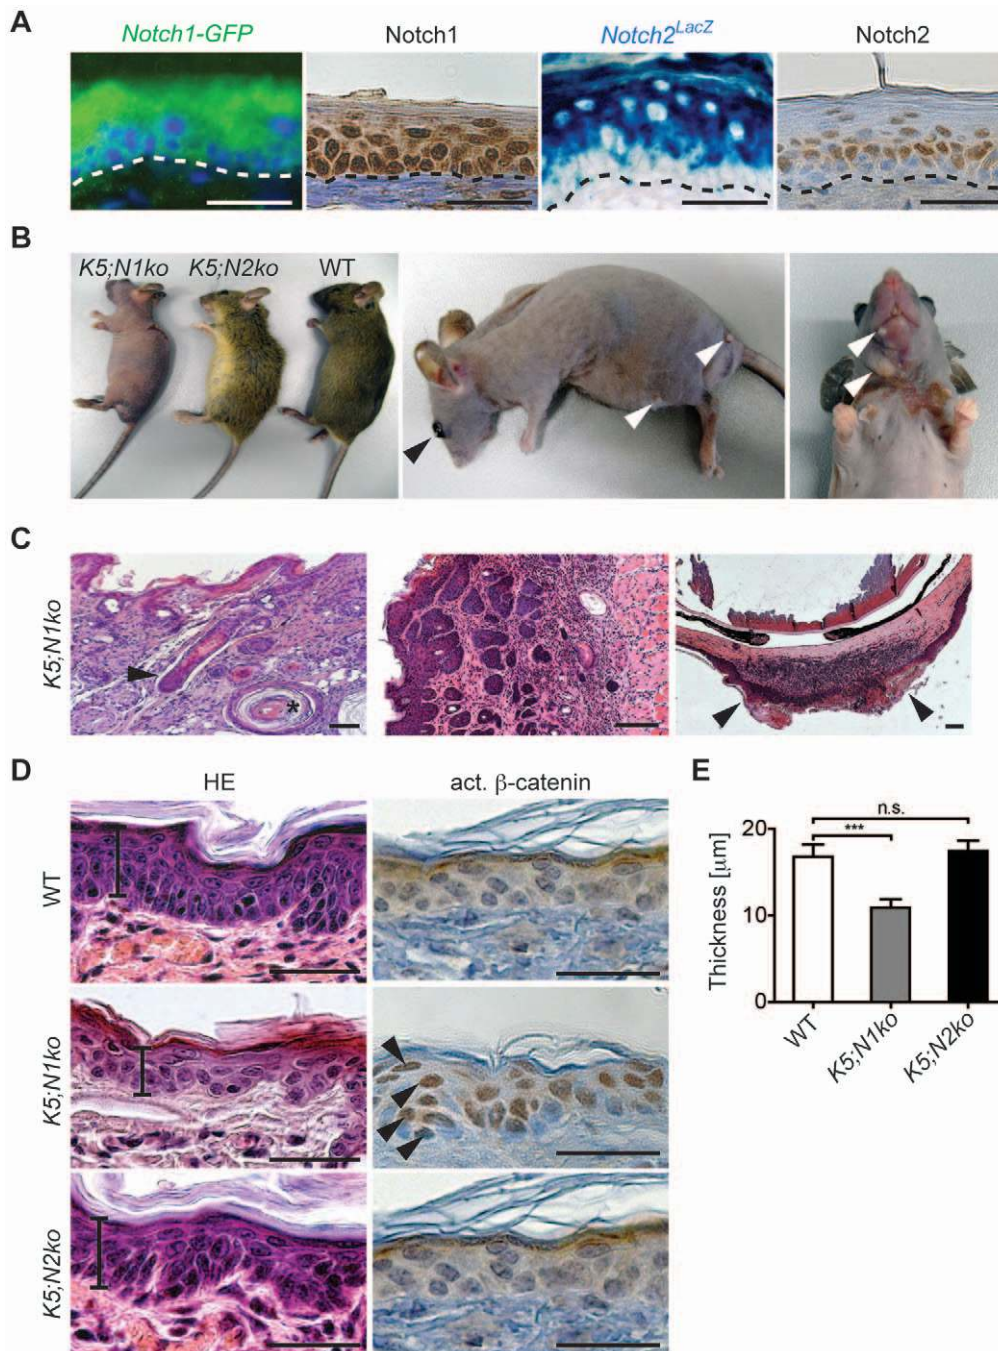 A
Notch1-GFP
Notch1
Notch2LacZ
Notch2
B
K5;N1ko
K5;N2ko
WT
C
K5;N1ko
*
D
HE
act. β-catenin
WT
K5;N1ko
K5;N2ko
E
n.s.
***
Thickness [μm]
20
10
0
WT
K5;N1ko
K5;N2ko